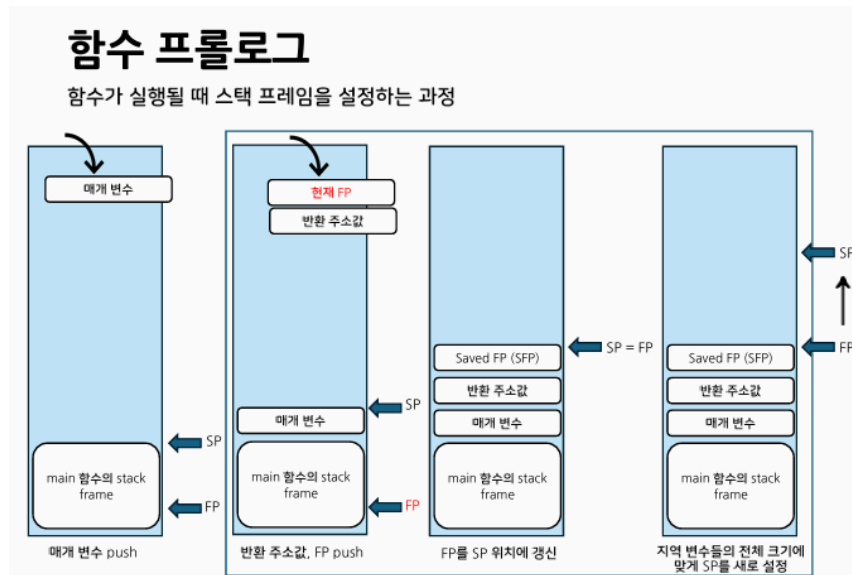 함수 프롤로그
함수가 실행될 때 스택 프레임을 설정하는 과정
매개 변수
SP
main 함수의 stack
frame
FP
매개 변수 push
현재 FP
반환 주소값
매개 변수
SP
main 함수의 stack
frame
FP
반환 주소값, FP push
SP = FP
Saved FP (SFP)
반환 주소값
매개 변수
main 함수의 stack
frame
FP를 SP 위치에 갱신
SP
FP
Saved FP (SFP)
반환 주소값
매개 변수
main 함수의 stack
frame
지역 변수들의 전체 크기에
맞게 SP를 새로 설정